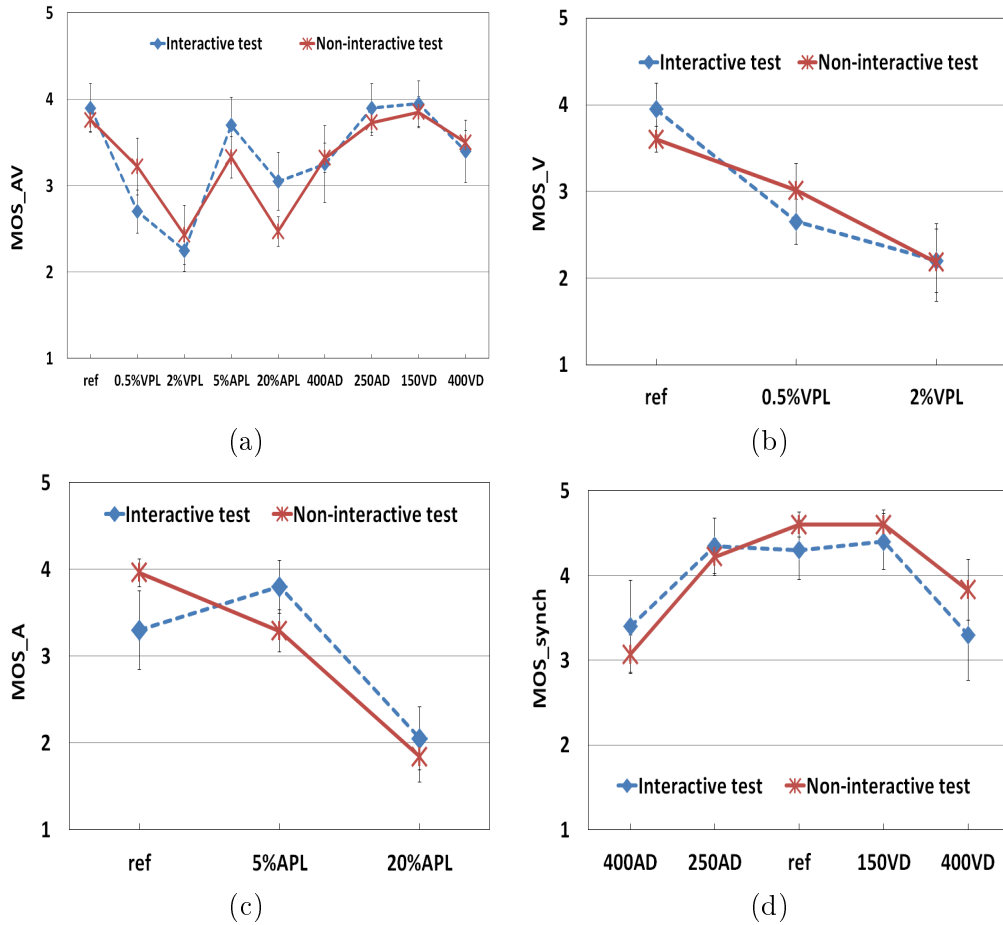 5
Interactive test Non-interactive test
4
3
2
1
MOS_AV
ref 0.5%VPL 2%VPL 5%APL 20%APL 400AD 250AD 150VD 400VD
(a)
5
Interactive test Non-interactive test
4
3
2
1
MOS_V
ref 0.5%VPL 2%VPL
(b)
5
Interactive test Non-interactive test
4
3
2
1
MOS_A
ref 5%APL 20%APL
(c)
5
4
3
2
1
MOS_synch
Interactive test Non-interactive test
400AD 250AD ref 150VD 400VD
(d)